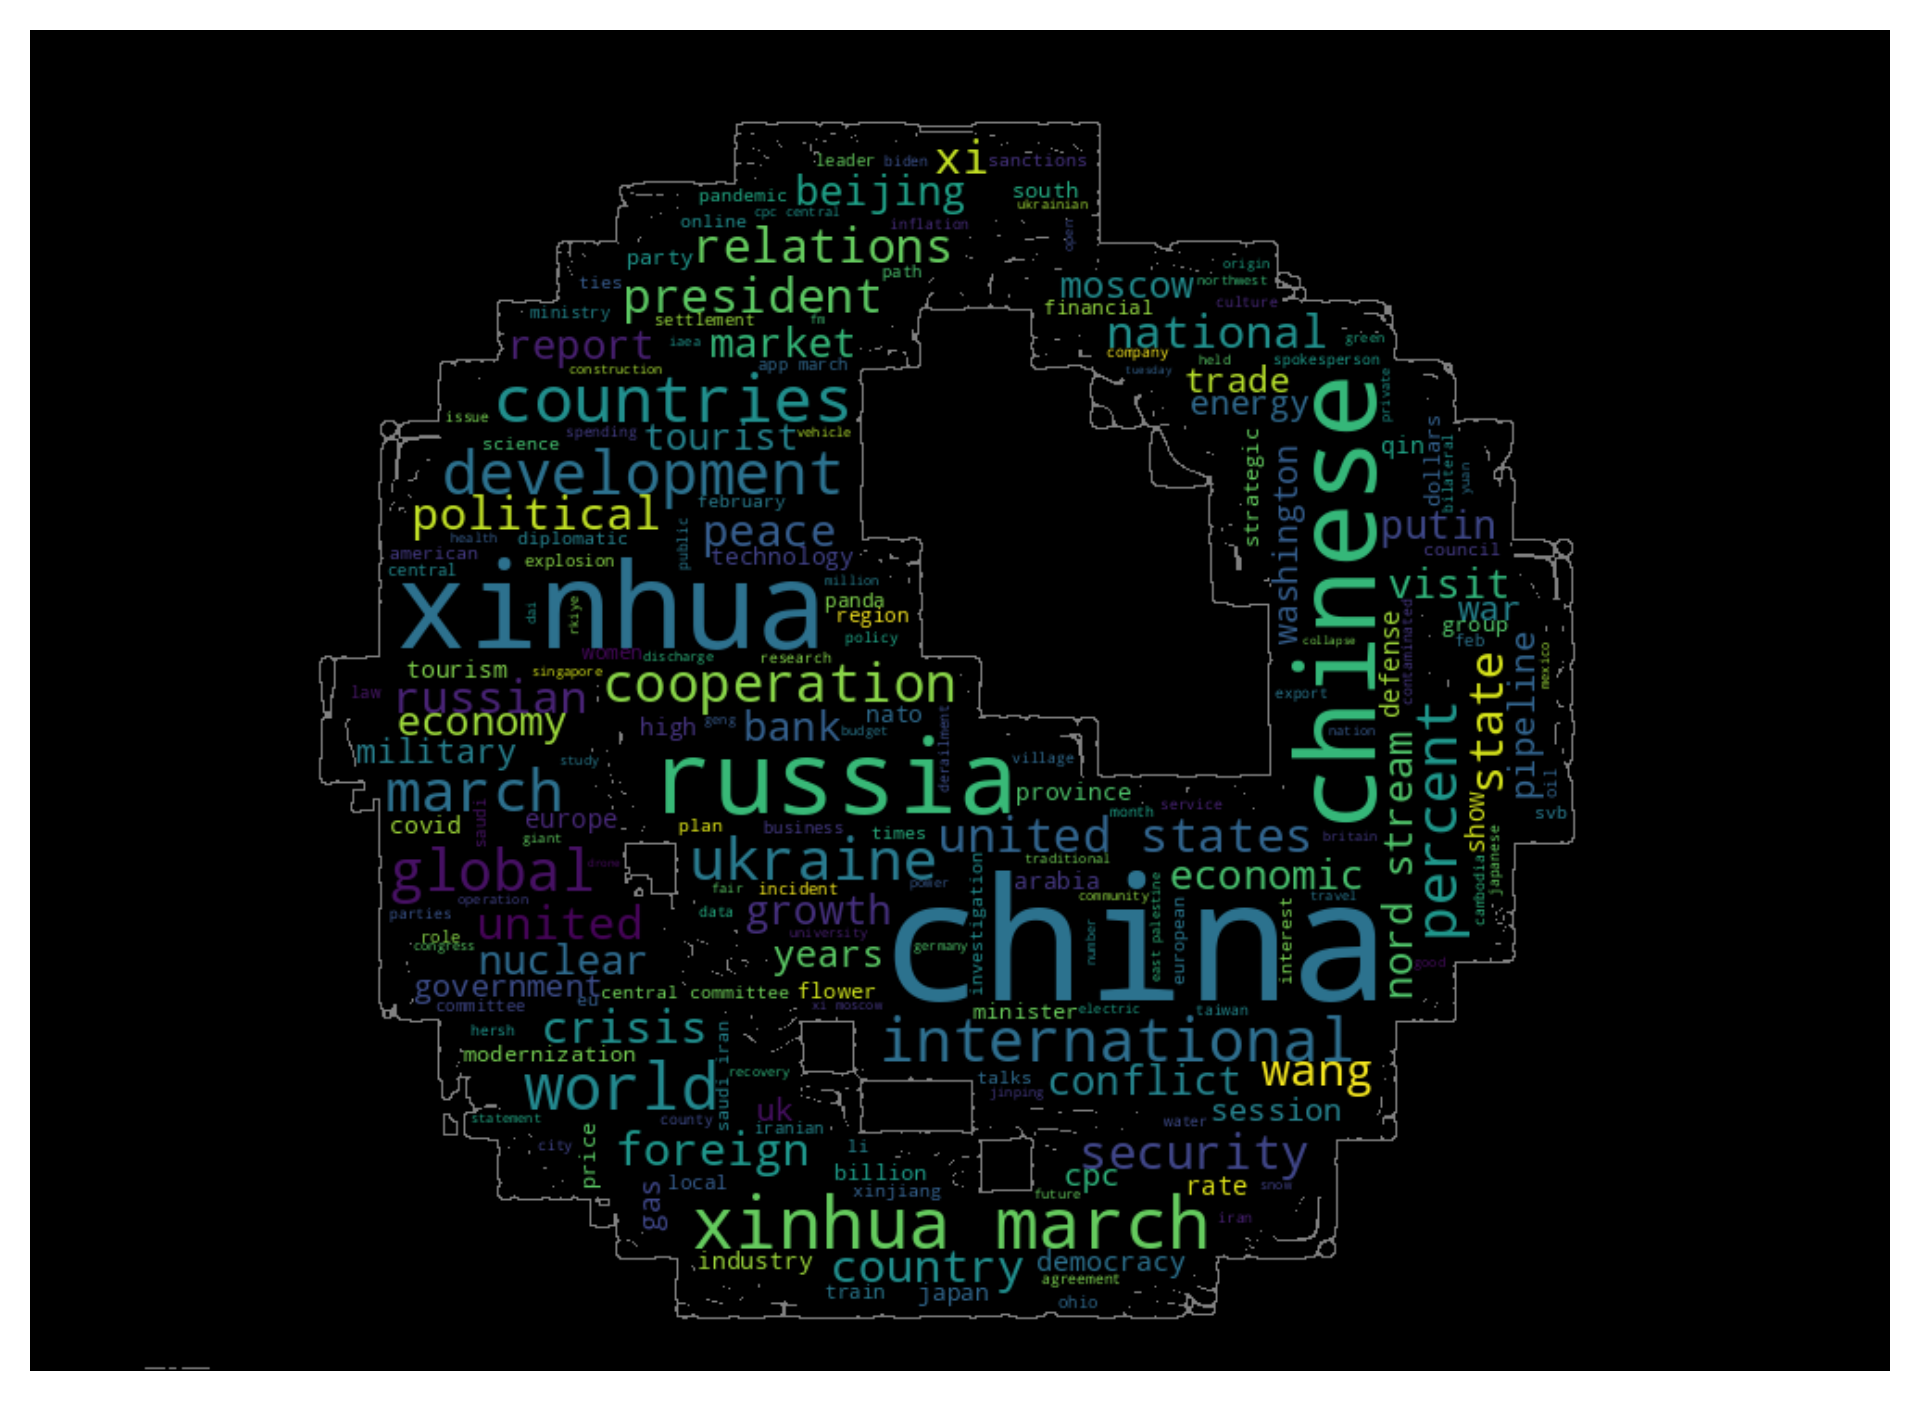 leader biden xi sanctions
pandemic beijing south
cpc central ukrainian
online inflation open
party relations
ties president path
origin
moscow northwest
ministry settlement fm financial culture
report iaea market national green
construction app march company held spokesperson
tuesday
countries trade private
issue energy
spending tourist vehicle
science strategic washington chinese qin dollars bilateral yuan
development
february
political peace putin
health diplomatic public council
american technology
central explosion
xinhua dai rkiye million visit
panda war
region group
policy feb
women discharge research collapse defense contaminated
tourism singapore state pipeline mexico
law russian cooperation export
economy high geng bank nato
budget nation nord stream percent
military study derailment village
russia
march province show oil
saudi service month svb
covid europe plan business times united states britain japanese
giant
ukraine traditional
global drone arabia economic
fair incident power community cambodia
operation travel
parties united data growth investigation china number east palestine european interest
role university
congress years germany good
nuclear
government central committee flower
committee eu xi moscow
minister electric taiwan
hersh crisis international
modernization saudi iran
recovery talks conflict wang
world jinping
statement county uk water session
iranian
city price foreign li security
billion cpc
gas local xinjiang rate snow
future
xinhua march iran
industry country democracy
agreement
train japan ohio